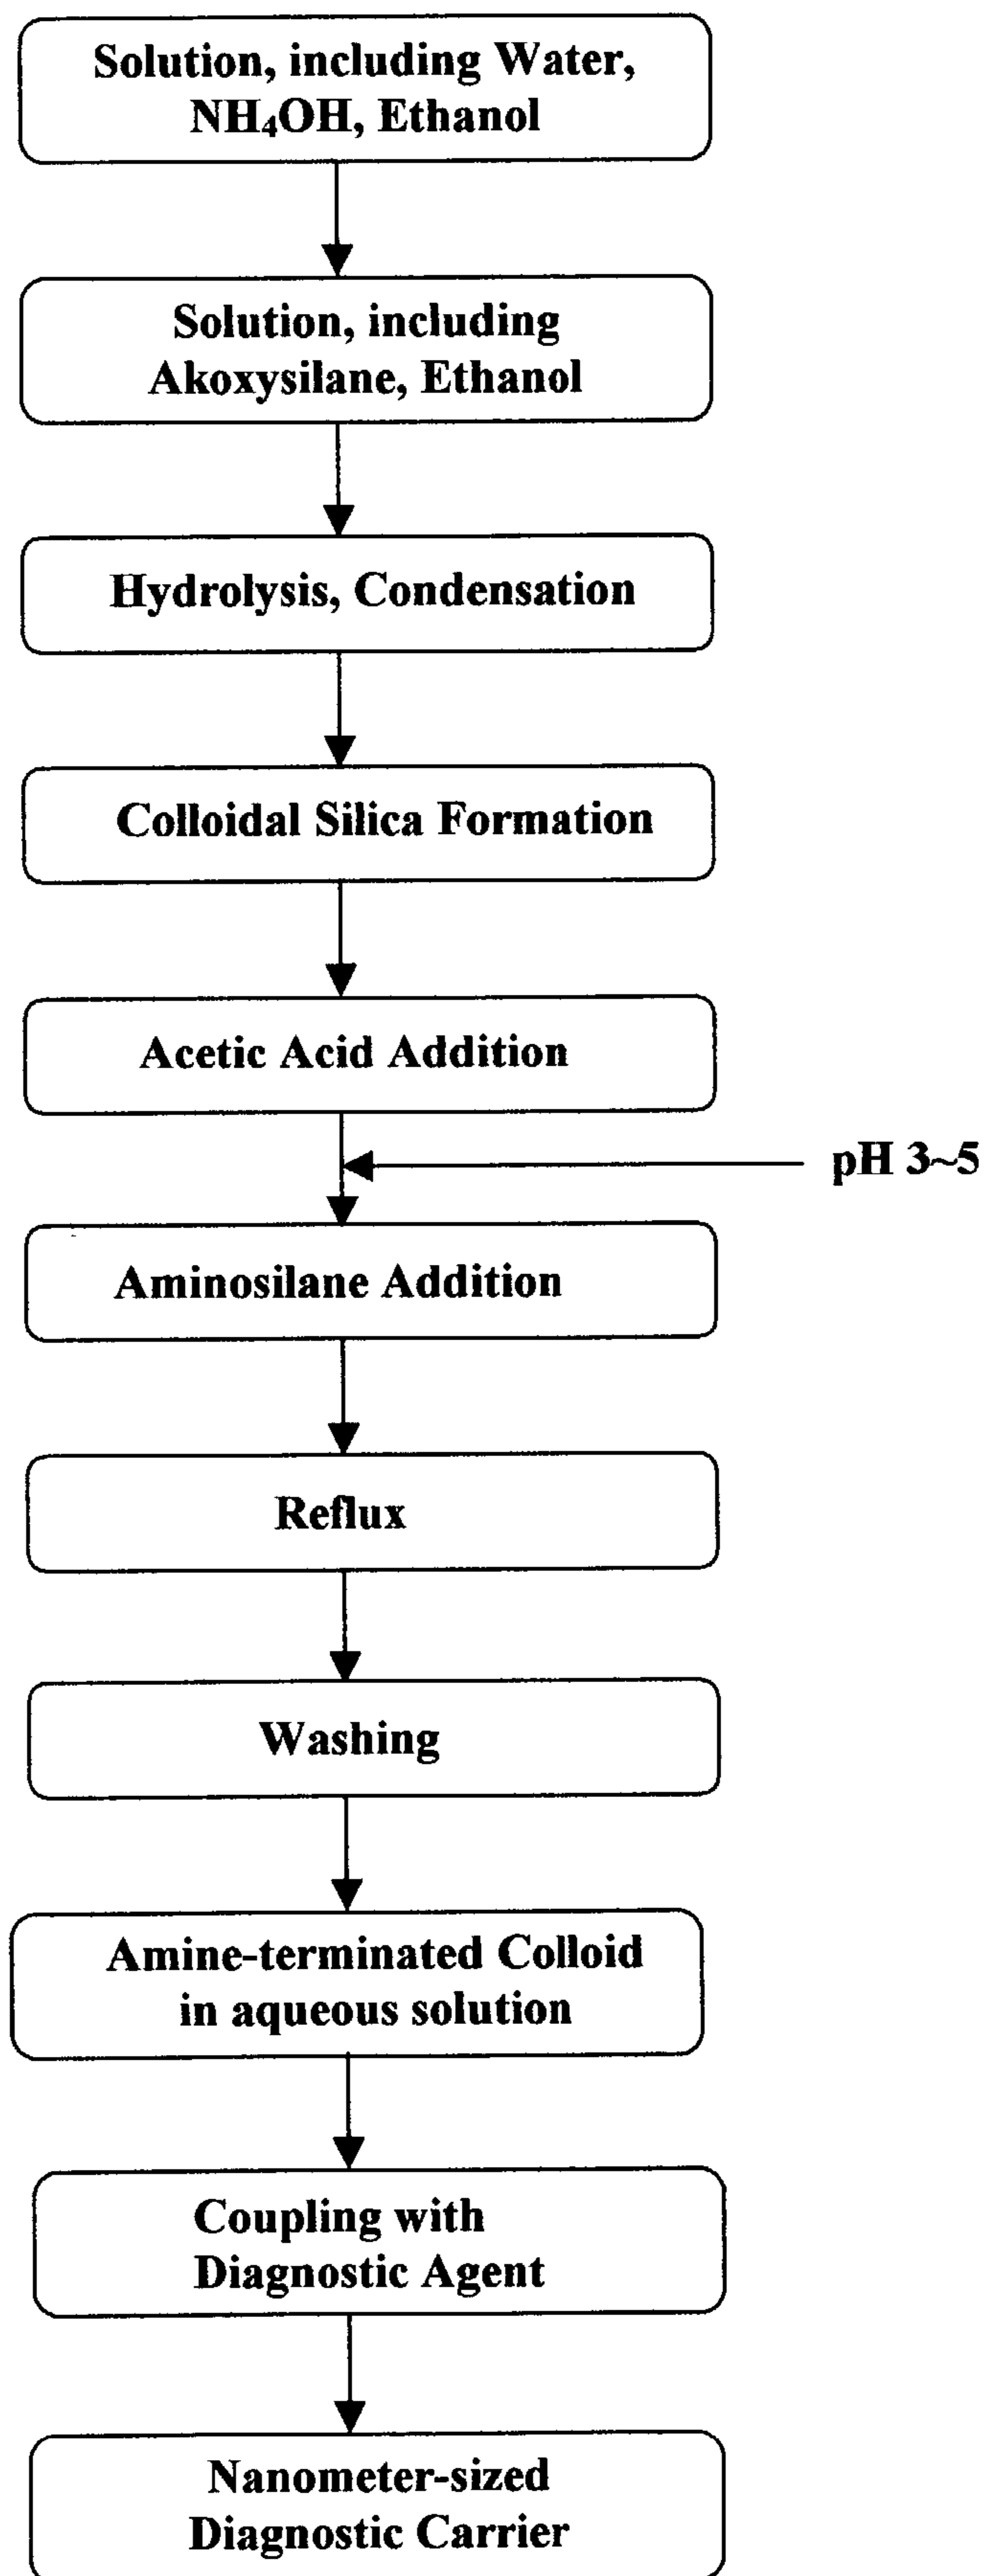 Solution, including Water,
NH₄OH, Ethanol
Solution, including
Akoxysilane, Ethanol
Hydrolysis, Condensation
Colloidal Silica Formation
Acetic Acid Addition
pH 3~5
Aminosilane Addition
Reflux
Washing
Amine-terminated Colloid
in aqueous solution
Coupling with
Diagnostic Agent
Nanometer-sized
Diagnostic Carrier